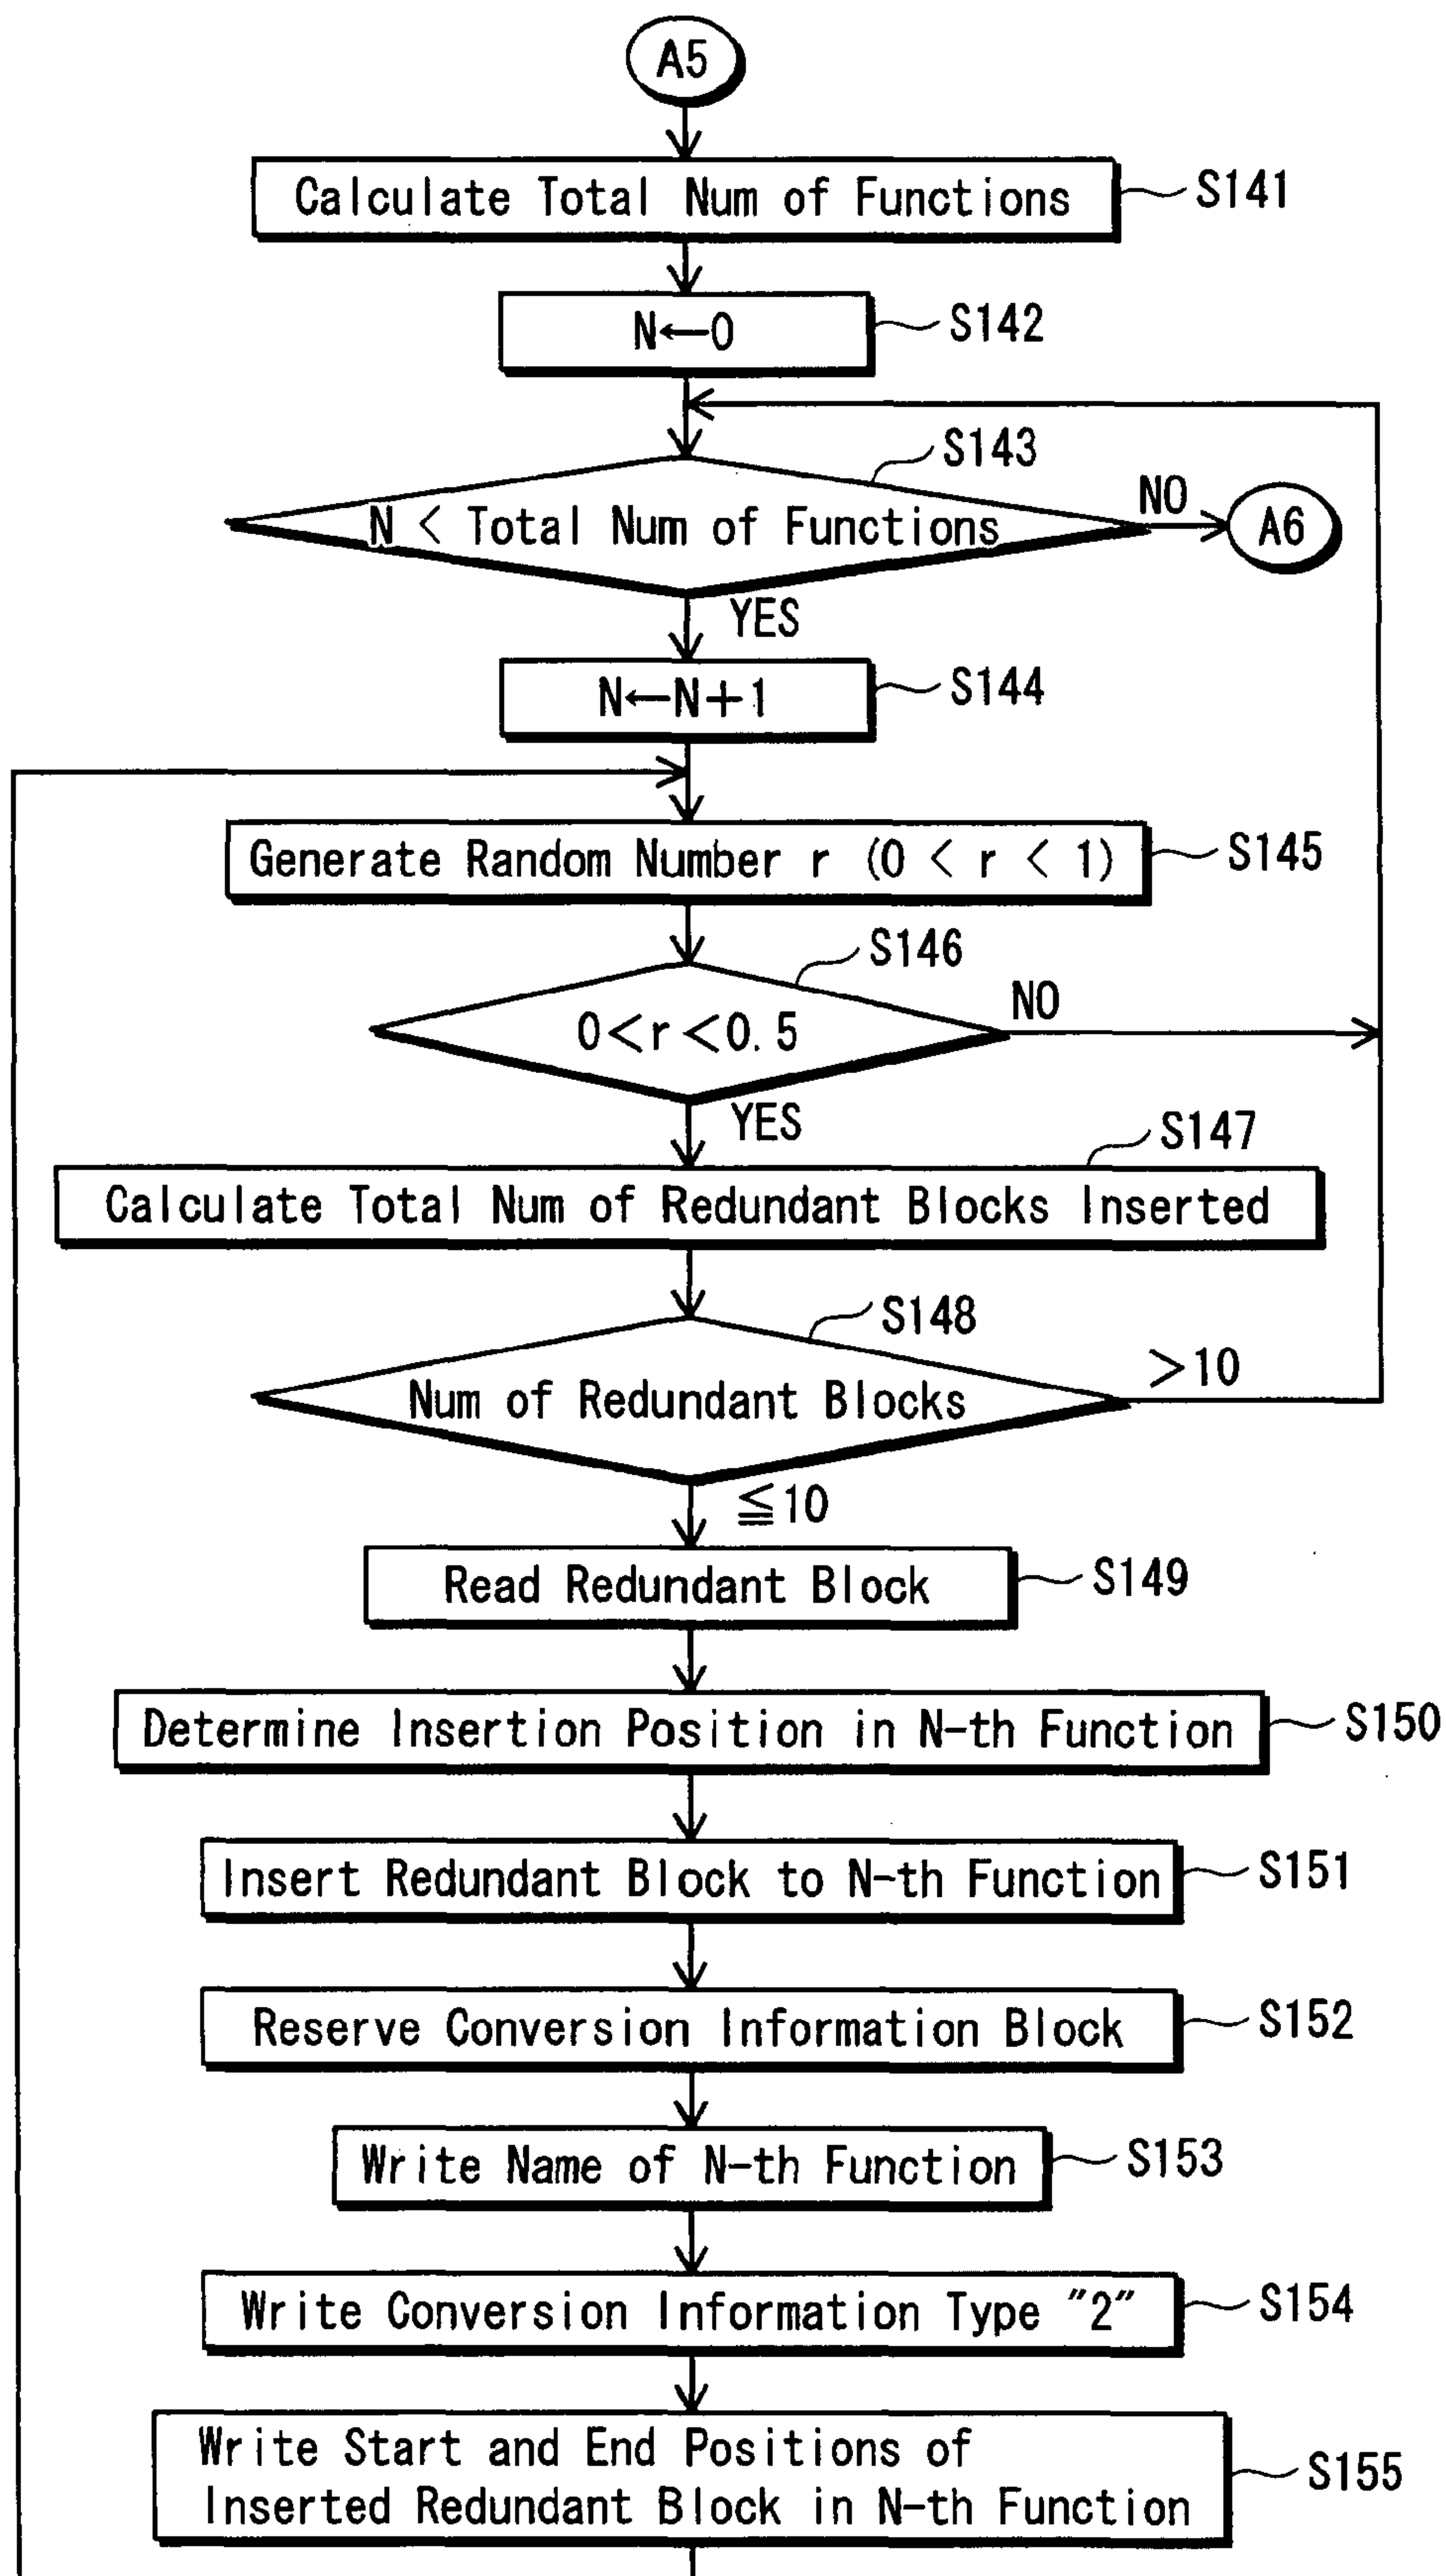 A5
Calculate Total Num of Functions
S141
N←0
S142
S143
N < Total Num of Functions
NO
A6
YES
N←N+1
S144
Generate Random Number r (0 < r < 1)
S145
S146
0<r<0.5
NO
YES
S147
Calculate Total Num of Redundant Blocks Inserted
S148
Num of Redundant Blocks
>10
≦10
Read Redundant Block
S149
Determine Insertion Position in N-th Function
S150
Insert Redundant Block to N-th Function
S151
Reserve Conversion Information Block
S152
Write Name of N-th Function
S153
Write Conversion Information Type ″2″
S154
Write Start and End Positions of
Inserted Redundant Block in N-th Function
S155